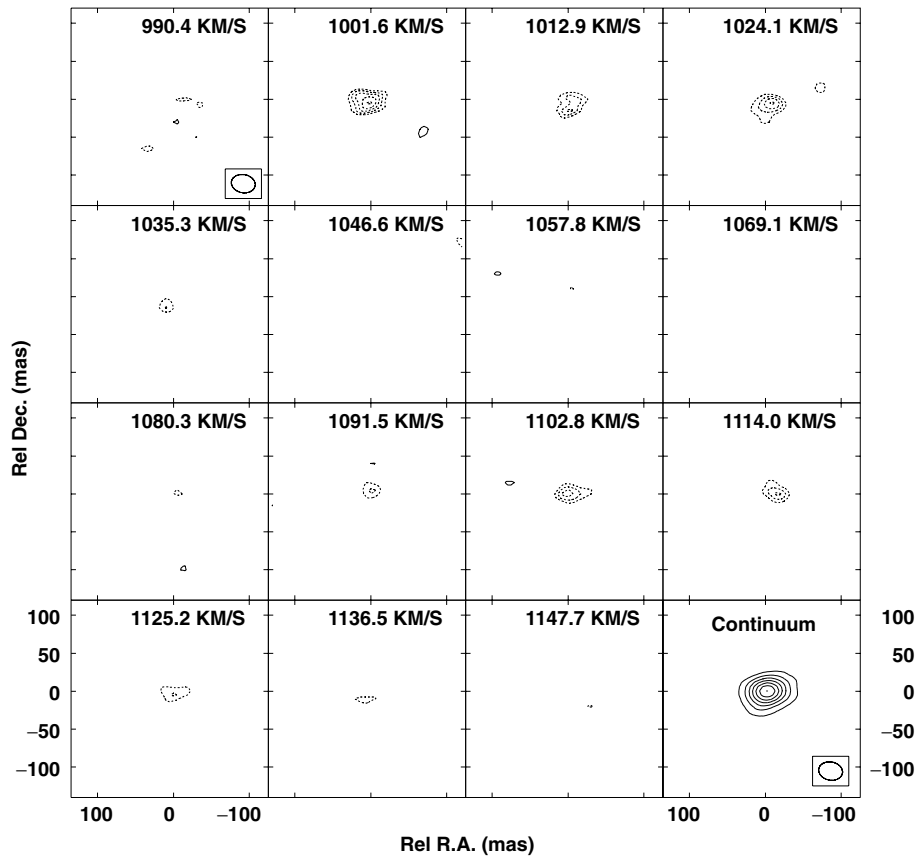 990.4 KM/S
1001.6 KM/S
1012.9 KM/S
1024.1 KM/S
1035.3 KM/S
1046.6 KM/S
1057.8 KM/S
1069.1 KM/S
1080.3 KM/S
1091.5 KM/S
1102.8 KM/S
1114.0 KM/S
1125.2 KM/S
1136.5 KM/S
1147.7 KM/S
Continuum
Rel Dec. (mas)
100
50
0
−50
−100
100
50
0
−50
−100
100 0 −100
100 0 −100
Rel R.A. (mas)